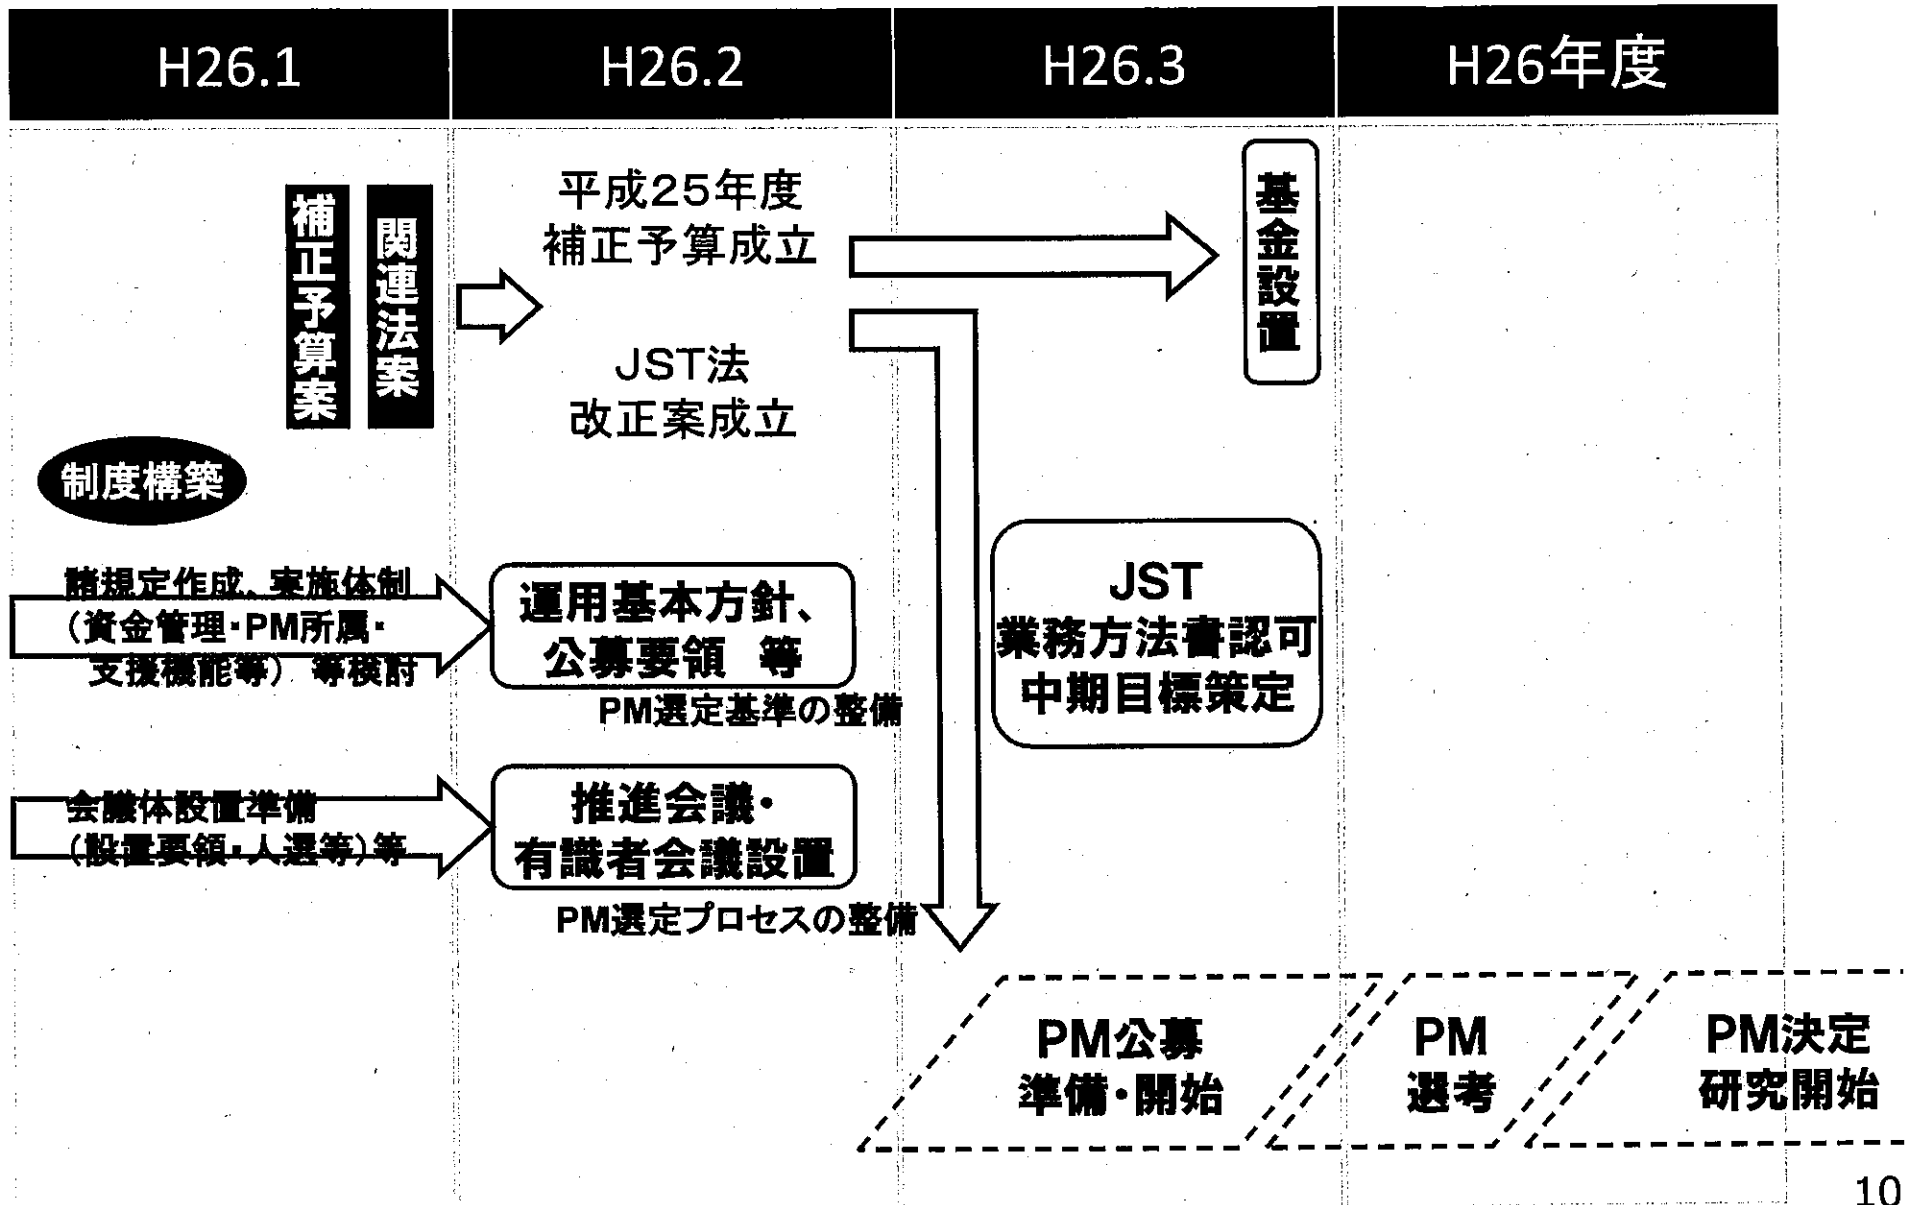 H26.1
H26.2
H26.3
H26年度
補正予算案
関連法案
平成25年度
補正予算成立
JST法
改正案成立
基金設置
制度構築
諸規定作成、実施体制
（資金管理・PM所属・
支援機能等） 等検討
運用基本方針、
公募要領 等
PM選定基準の整備
JST
業務方法書認可
中期目標策定
会議体設置準備
（設置要領・人選等）等
推進会議・
有識者会議設置
PM選定プロセスの整備
PM公募
準備・開始
PM
選考
PM決定
研究開始
10